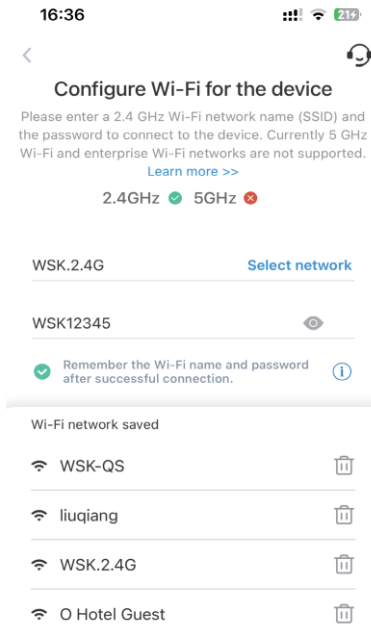 16:36
21
Configure Wi-Fi for the device
Please enter a 2.4 GHz Wi-Fi network name (SSID) and
the password to connect to the device. Currently 5 GHz
Wi-Fi and enterprise Wi-Fi networks are not supported.
Learn more >>
2.4GHz 5GHz
WSK.2.4G Select network
WSK12345
Remember the Wi-Fi name and password
after successful connection.
Wi-Fi network saved
WSK-QS
liuqiang
WSK.2.4G
O Hotel Guest